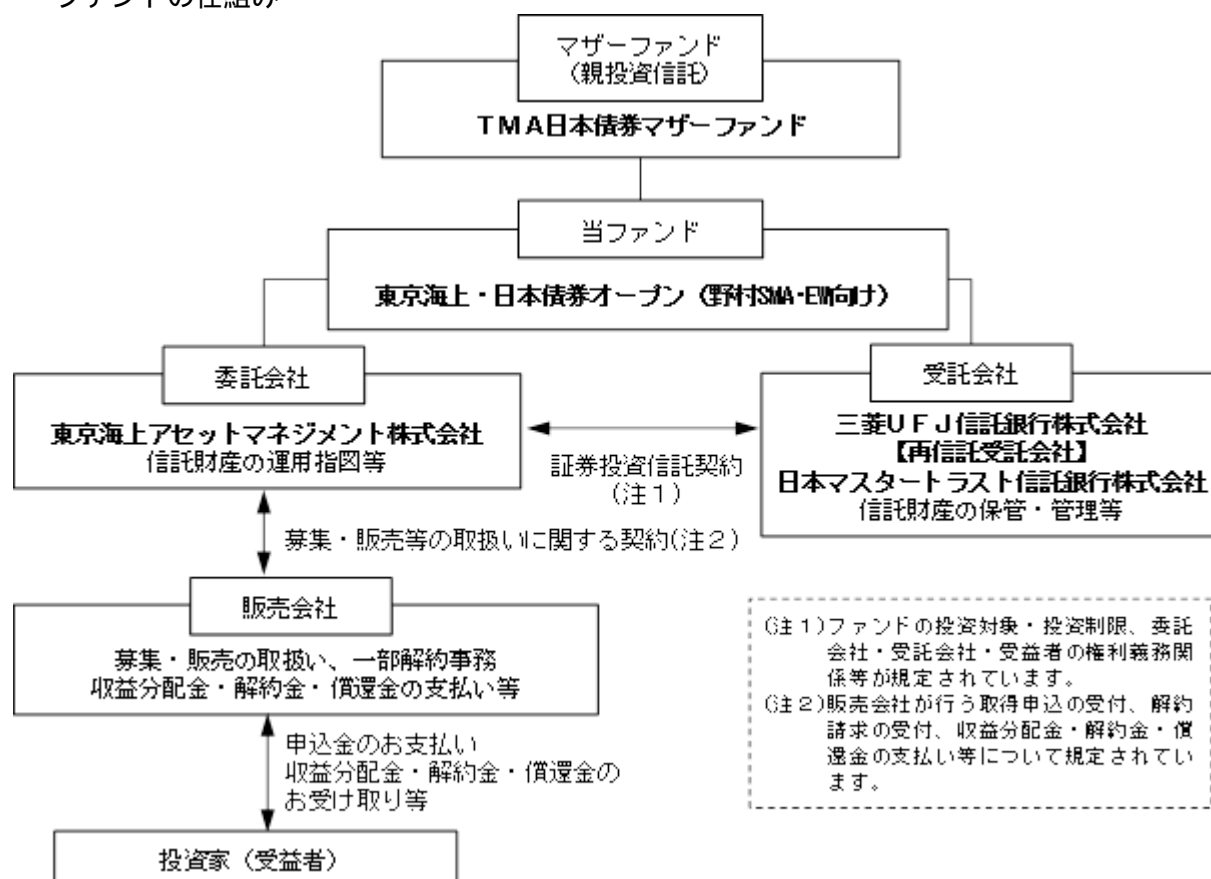 ファンドの仕組み
マザーファンド
(親投資信託)
TMA日本債券マザーファンド
当ファンド
東京海上・日本債券オープン(野村SMA・EW向け)
委託会社
東京海上アセットマネジメント株式会社
信託財産の運用指図等
証券投資信託契約
(注1)
受託会社
三菱UFJ信託銀行株式会社
【再信託受託会社】
日本マスタートラスト信託銀行株式会社
信託財産の保管・管理等
募集・販売等の取扱いに関する契約(注2)
販売会社
募集・販売の取扱い、一部解約事務
収益分配金・解約金・償還金の支払い等
(注1)ファンドの投資対象・投資制限、委託
会社・受託会社・受益者の権利義務関
係等が規定されています。
(注2)販売会社が行う取得申込の受付、解約
請求の受付、収益分配金・解約金・償
還金の支払い等について規定されてい
ます。
申込金のお支払い
収益分配金・解約金・償還金の
お受け取り等
投資家(受益者)